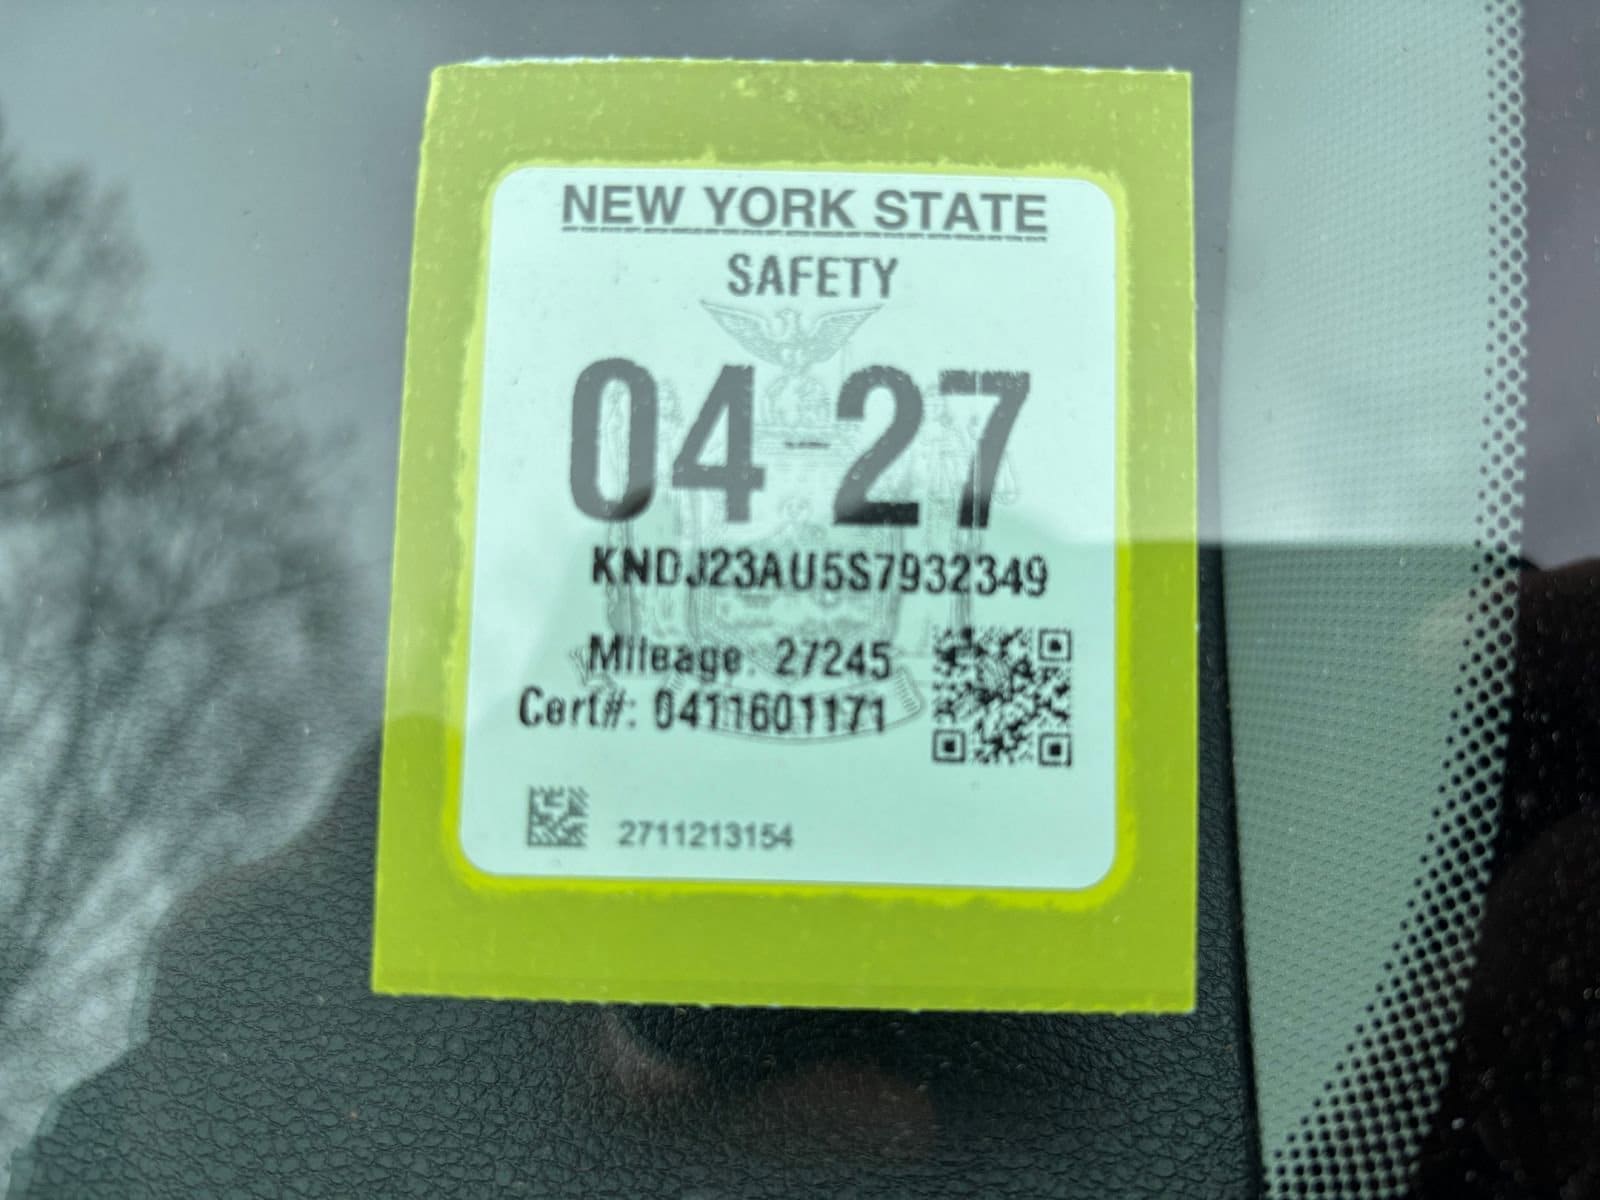 NEW YORK STATE
SAFETY
04-27
KNDJ23AU5S7932349
Mileage: 27245
Cert#: 0411601171
2711213154